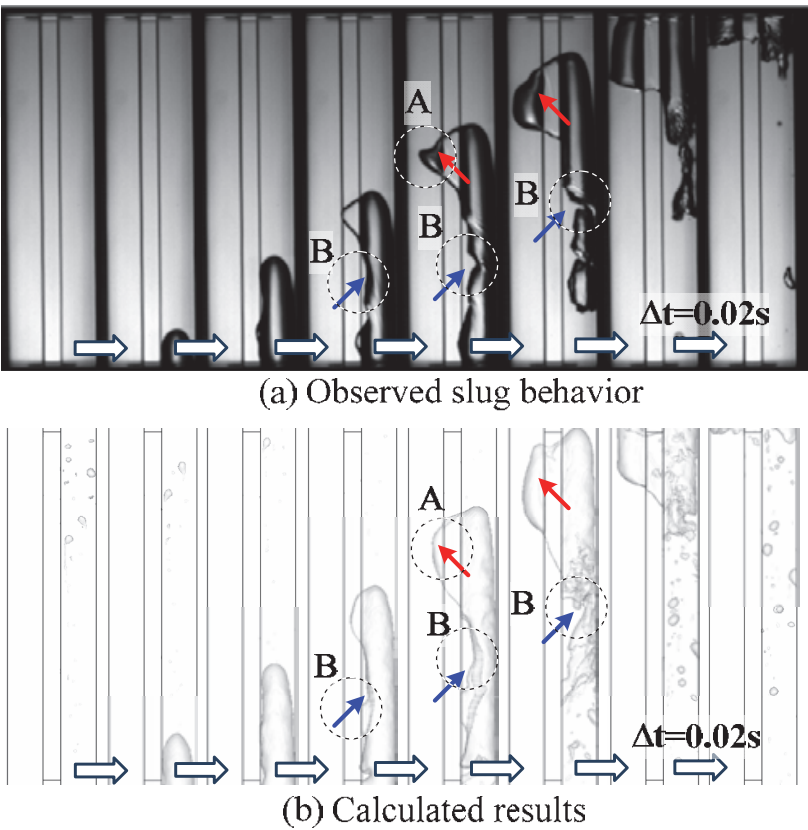 A
B
B
B
Δt=0.02s
(a) Observed slug behavior
A
B
B
B
Δt=0.02s
(b) Calculated results